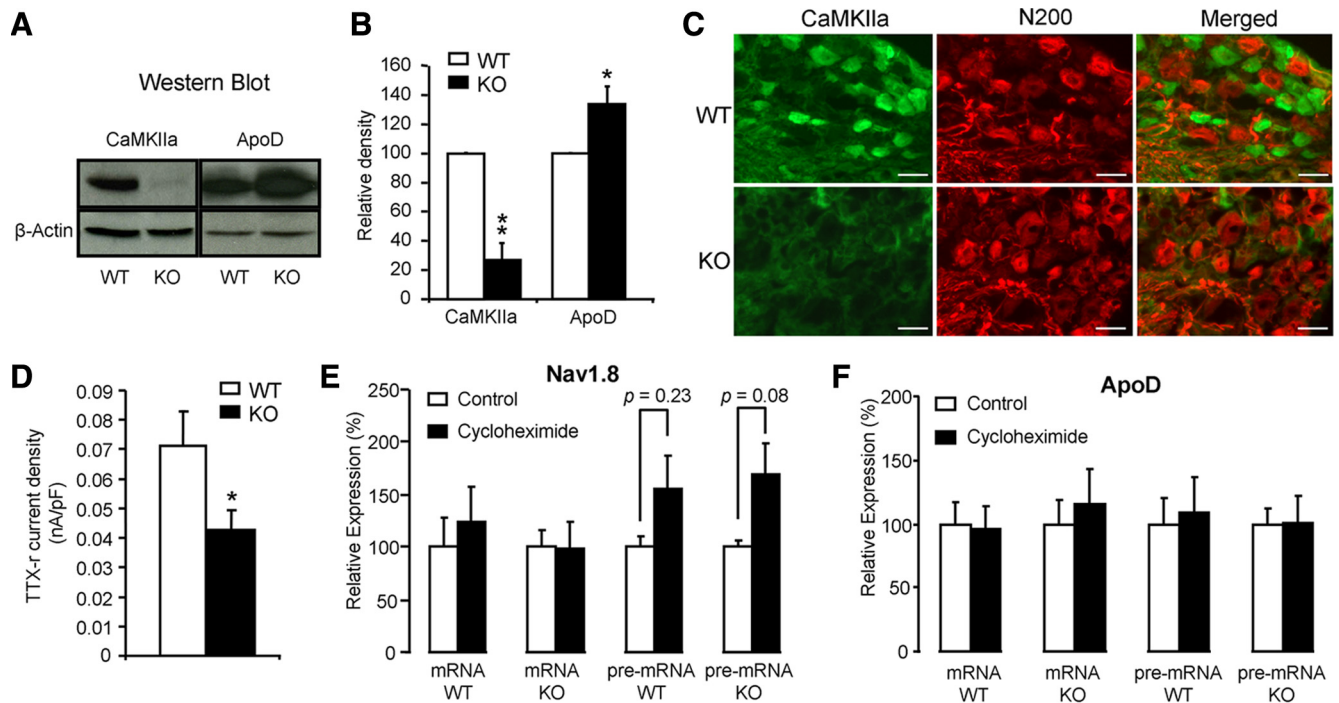 A
Western Blot
CaMKIIa
ApoD
β-Actin
WT
KO
WT
KO
B
WT
KO
160
140
120
100
80
60
40
20
0
Relative density
*
*
*
CaMKIIa
ApoD
C
CaMKIIa
N200
Merged
WT
KO
D
WT
KO
0.09
0.08
0.07
0.06
0.05
0.04
0.03
0.02
0.01
0
TTX-r current density
(nA/pF)
*
E
Nav1.8
Control
Cycloheximide
250
200
150
100
50
0
Relative Expression (%)
p = 0.23
p = 0.08
mRNA
WT
mRNA
KO
pre-mRNA
WT
pre-mRNA
KO
F
ApoD
Control
Cycloheximide
200
150
100
50
0
Relative Expression (%)
mRNA
WT
mRNA
KO
pre-mRNA
WT
pre-mRNA
KO